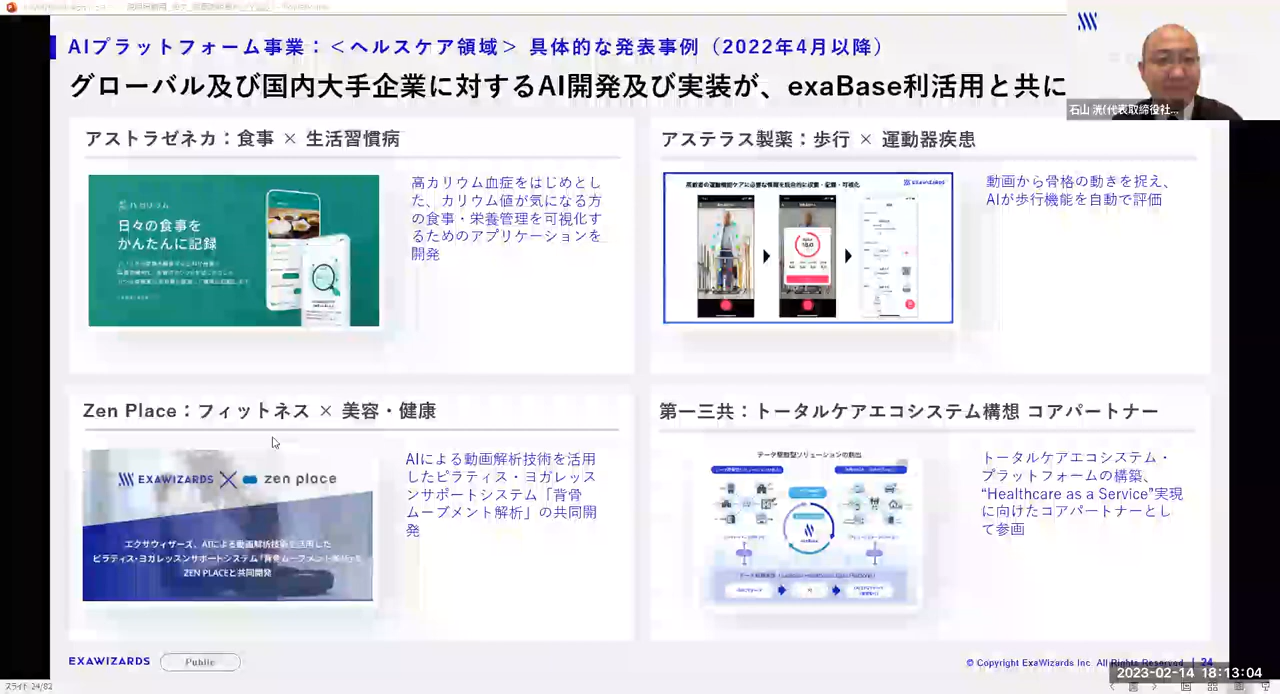 AIプラットフォーム事業：＜ヘルスケア領域＞ 具体的な発表事例（2022年4月以降）
グローバル及び国内大手企業に対するAI開発及び実装が、exaBase利活用と共に
石山 洸(代表取締役社...
アストラゼネカ：食事 × 生活習慣病
日々の食事を
かんたんに記録
高カリウム血症をはじめとし
た、カリウム値が気になる方
の食事・栄養管理を可視化す
るためのアプリケーションを
開発
アステラス製薬：歩行 × 運動器疾患
動画から骨格の動きを捉え、
AIが歩行機能を自動で評価
Zen Place：フィットネス × 美容・健康
EXAWIZARDS × zen place
エクサウィザーズ、AIによる動画解析技術を活用した
ピラティス・ヨガレッスンサポートシステム「背骨ムーブメント解析」を
ZEN PLACEと共同開発
AIによる動画解析技術を活用
したピラティス・ヨガレッス
ンサポートシステム「背骨
ムーブメント解析」の共同開
発
第一三共：トータルケアエコシステム構想 コアパートナー
データ駆動型ソリューションの創出
トータルケアエコシステム・
プラットフォームの構築、
“Healthcare as a Service”実現
に向けたコアパートナーとし
て参画
EXAWIZARDS
Public
© Copyright ExaWizards Inc. All Rights Reserved | 24
2023-02-14 18:13:04
スライド 24/82